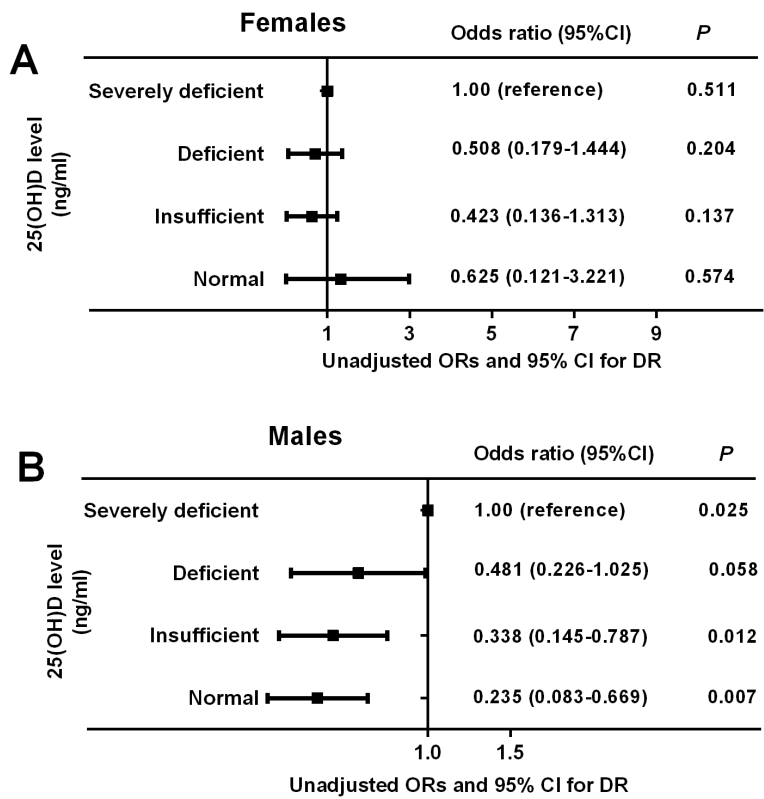 Females
Odds ratio (95%CI) P
A
Severely deficient 1.00 (reference) 0.511
Deficient 0.508 (0.179-1.444) 0.204
Insufficient 0.423 (0.136-1.313) 0.137
Normal 0.625 (0.121-3.221) 0.574
25(OH)D level
(ng/ml)
1 3 5 7 9
Unadjusted ORs and 95% CI for DR
Males
Odds ratio (95%CI) P
B
Severely deficient 1.00 (reference) 0.025
Deficient 0.481 (0.226-1.025) 0.058
Insufficient 0.338 (0.145-0.787) 0.012
Normal 0.235 (0.083-0.669) 0.007
25(OH)D level
(ng/ml)
1.0 1.5
Unadjusted ORs and 95% CI for DR